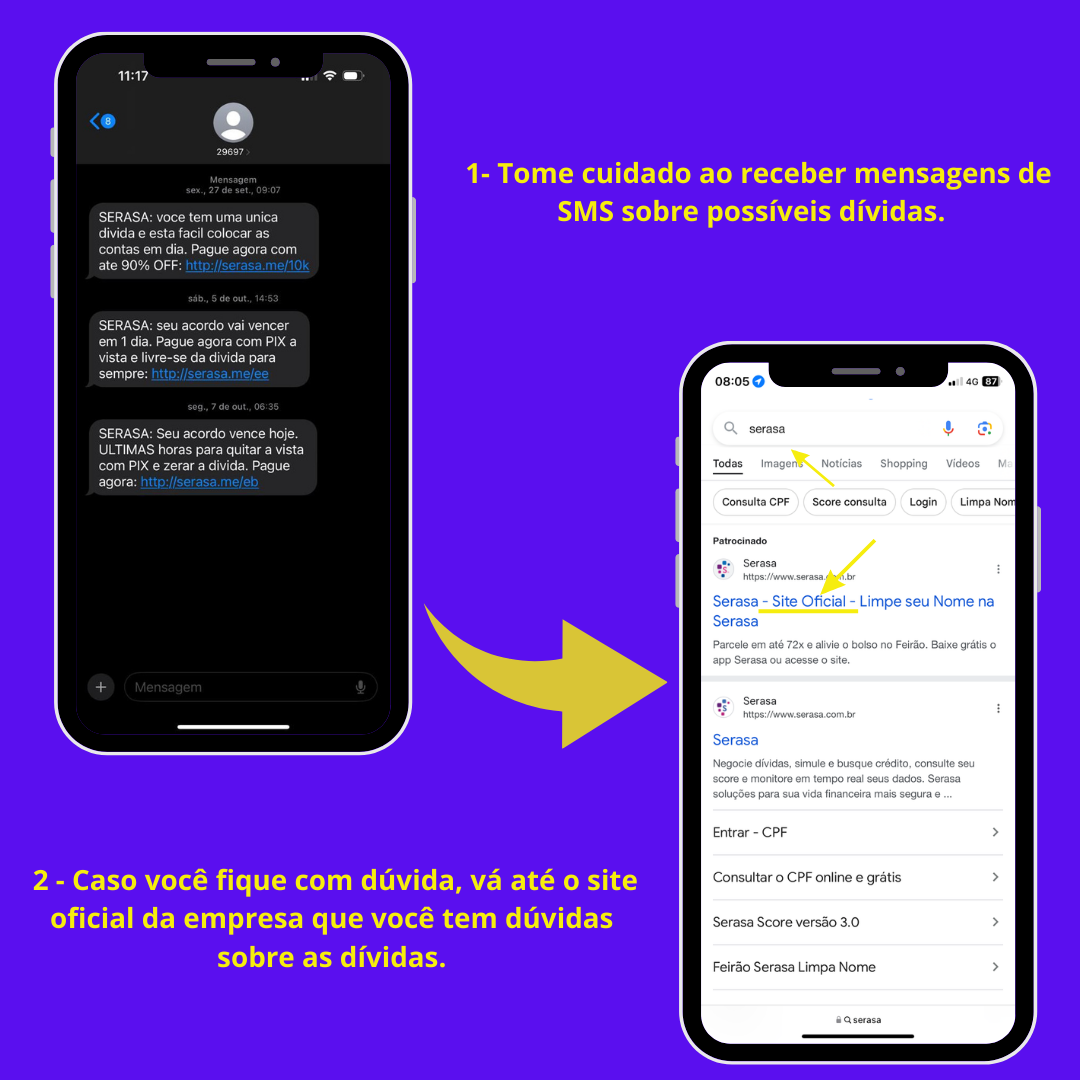 11:17
8
29697
Mensagem
sex., 27 de set., 09:07
SERASA: voce tem uma unica
divida e esta facil colocar as
contas em dia. Pague agora com
ate 90% OFF: http://serasa.me/10k
sáb., 5 de out., 14:53
SERASA: seu acordo vai vencer
em 1 dia. Pague agora com PIX a
vista e livre-se da divida para
sempre: http://serasa.me/ee
seg., 7 de out., 06:35
SERASA: Seu acordo vence hoje.
ULTIMAS horas para quitar a vista
com PIX e zerar a divida. Pague
agora: http://serasa.me/eb
Mensagem
1- Tome cuidado ao receber mensagens de
SMS sobre possíveis dívidas.
08:05
4G 87
serasa
Todas Imagens Notícias Shopping Vídeos Ma
Consulta CPF Score consulta Login Limpa Nom
Patrocinado
Serasa
https://www.serasa.com.br
Serasa - Site Oficial - Limpe seu Nome na
Serasa
Parcele em até 72x e alivie o bolso no Feirão. Baixe grátis o
app Serasa ou acesse o site.
Serasa
https://www.serasa.com.br
Serasa
Negocie dívidas, simule e busque crédito, consulte seu
score e monitore em tempo real seus dados. Serasa
soluções para sua vida financeira mais segura e ...
Entrar - CPF
Consultar o CPF online e grátis
Serasa Score versão 3.0
Feirão Serasa Limpa Nome
serasa
2 - Caso você fique com dúvida, vá até o site
oficial da empresa que você tem dúvidas
sobre as dívidas.